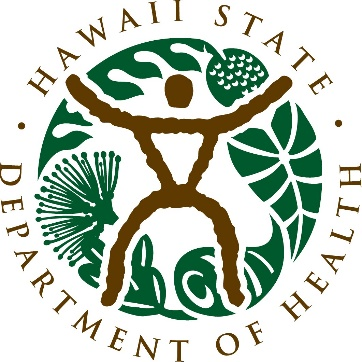 HAWAII STATE
• DEPARTMENT OF HEALTH •